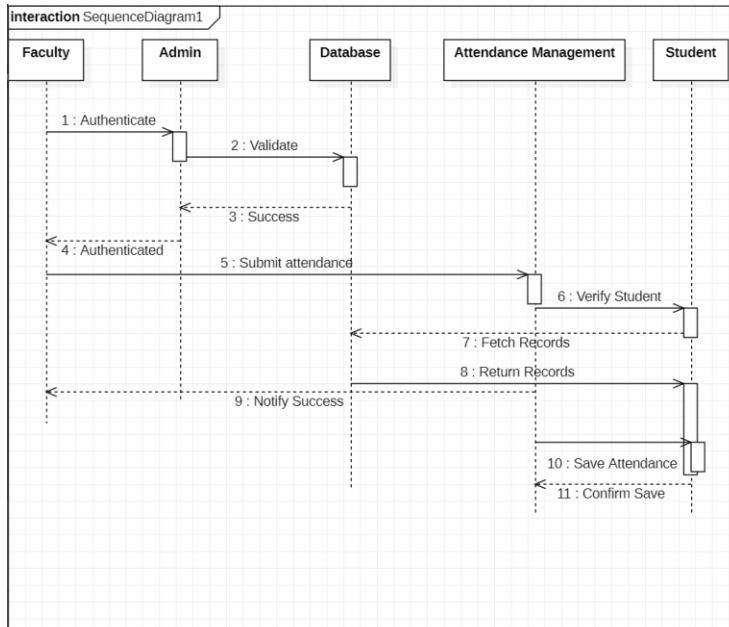 interaction SequenceDiagram1
Faculty
Admin
Database
Attendance Management
Student
1 : Authenticate
2 : Validate
3 : Success
4 : Authenticated
5 : Submit attendance
6 : Verify Student
7 : Fetch Records
8 : Return Records
9 : Notify Success
10 : Save Attendance
11 : Confirm Save